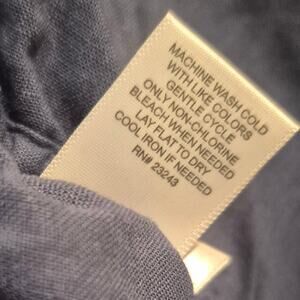 MACHINE WASH COLD
WITH LIKE COLORS
GENTLE CYCLE
ONLY NON-CHLORINE
BLEACH WHEN NEEDED
LAY FLAT TO DRY
COOL IRON IF NEEDED
RN# 23243